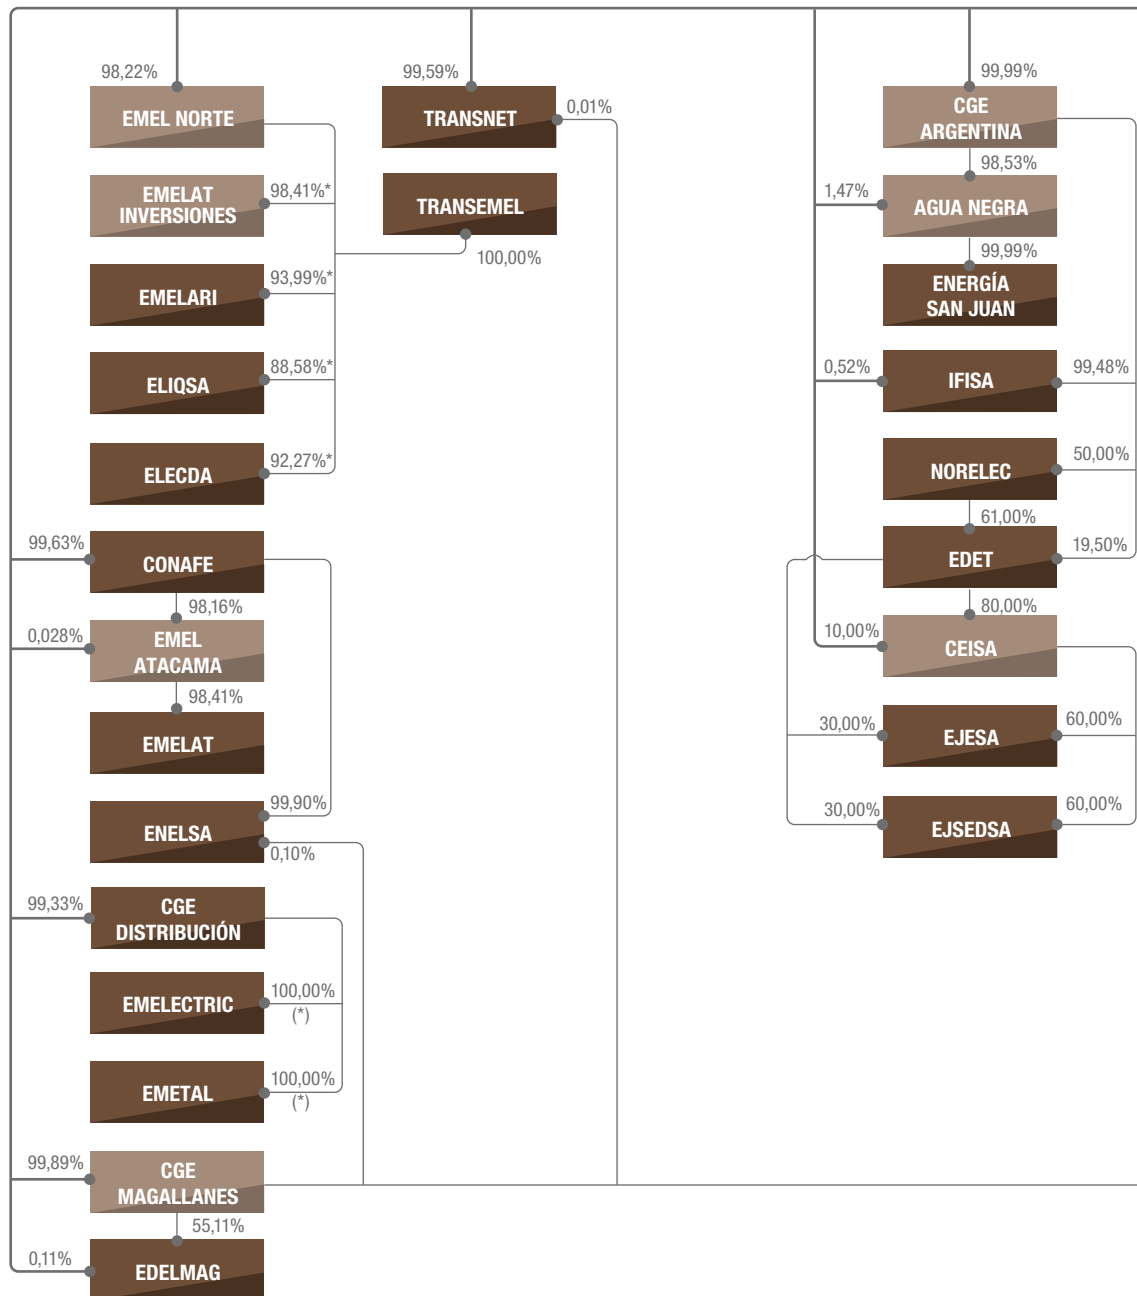 98,22%
EMEL NORTE
EMELAT
INVERSIONES
98,41%*
EMELARI
93,99%*
ELIQSA
88,58%*
ELECDA
92,27%*
99,63%
CONAFE
98,16%
0,028%
EMEL
ATACAMA
98,41%
EMELAT
ENELSA
99,90%
0,10%
99,33%
CGE
DISTRIBUCIÓN
EMELECTRIC
100,00%
(*)
EMETAL
100,00%
(*)
99,89%
CGE
MAGALLANES
55,11%
0,11%
EDELMAG
99,59%
TRANSNET
0,01%
TRANSEMEL
100,00%
99,99%
CGE
ARGENTINA
98,53%
1,47%
AGUA NEGRA
99,99%
ENERGÍA
SAN JUAN
0,52%
IFISA
99,48%
NORELEC
50,00%
61,00%
EDET
19,50%
80,00%
10,00%
CEISA
30,00%
EJESA
60,00%
30,00%
EJSEDSA
60,00%